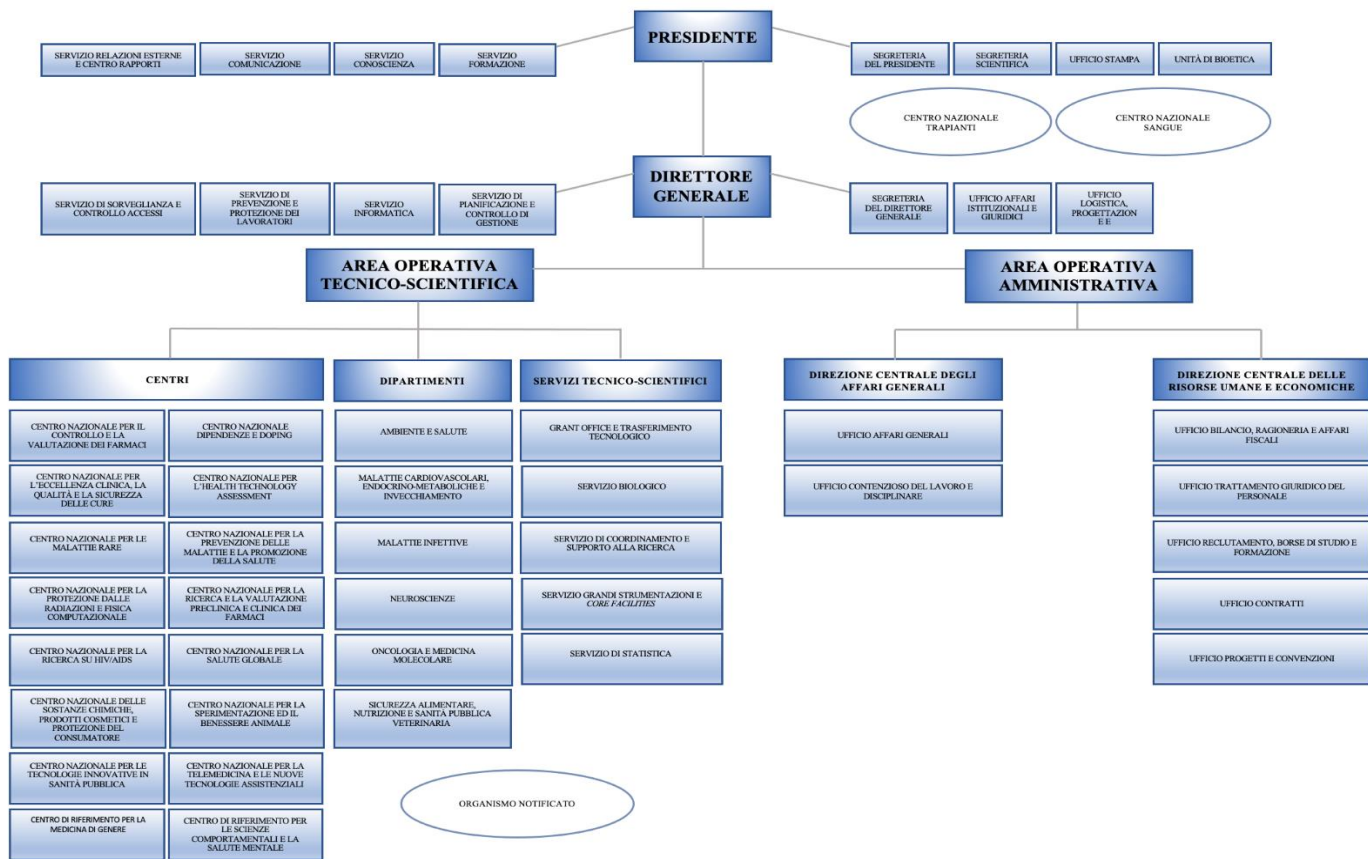 PRESIDENTE
SERVIZIO RELAZIONI ESTERNE
E CENTRO RAPPORTI
SERVIZIO
COMUNICAZIONE
SERVIZIO
CONOSCIENZA
SERVIZIO
FORMAZIONE
SEGRETERIA
DEL PRESIDENTE
SEGRETERIA
SCIENTIFICA
UFFICIO STAMPA
UNITÀ DI BIOETICA
CENTRO NAZIONALE
TRAPIANTI
CENTRO NAZIONALE
SANGUE
DIRETTORE
GENERALE
SERVIZIO DI SORVEGLIANZA E
CONTROLLO ACCESSI
SERVIZIO DI
PREVENZIONE E
PROTEZIONE DEI
LAVORATORI
SERVIZIO
INFORMATICA
SERVIZIO DI
PIANIFICAZIONE E
CONTROLLO DI
GESTIONE
SEGRETERIA
DEL DIRETTORE
GENERALE
UFFICIO AFFARI
ISTITUZIONALI E
GIURIDICI
UFFICIO
LOGISTICA,
PROGETTAZION
E E
AREA OPERATIVA
TECNICO-SCIENTIFICA
AREA OPERATIVA
AMMINISTRATIVA
CENTRI
CENTRO NAZIONALE PER IL
CONTROLLO E LA
VALUTAZIONE DEI FARMACI
CENTRO NAZIONALE
DIPENDENZE E DOPING
CENTRO NAZIONALE PER
L'ECCELLENZA CLINICA, LA
QUALITÀ E LA SICUREZZA
DELLE CURE
CENTRO NAZIONALE PER
L'HEALTH TECHNOLOGY
ASSESSMENT
CENTRO NAZIONALE PER LE
MALATTIE RARE
CENTRO NAZIONALE PER LA
PREVENZIONE DELLE
MALATTIE E LA PROMOZIONE
DELLA SALUTE
CENTRO NAZIONALE PER LA
PROTEZIONE DALLE
RADIAZIONI E FISICA
COMPUTAZIONALE
CENTRO NAZIONALE PER LA
RICERCA E LA VALUTAZIONE
PRECLINICA E CLINICA DEI
FARMACI
CENTRO NAZIONALE PER LA
RICERCA SU HIV/AIDS
CENTRO NAZIONALE PER LA
SALUTE GLOBALE
CENTRO NAZIONALE DELLE
SOSTANZE CHIMICHE,
PRODOTTI COSMETICI E
PROTEZIONE DEL
CONSUMATORE
CENTRO NAZIONALE PER LA
SPERIMENTAZIONE ED IL
BENESSERE ANIMALE
CENTRO NAZIONALE PER LE
TECNOLOGIE INNOVATIVE IN
SANITÀ PUBBLICA
CENTRO NAZIONALE PER LA
TELEMEDICINA E LE NUOVE
TECNOLOGIE ASSISTENZIALI
CENTRO DI RIFERIMENTO PER LA
MEDICINA DI GENERE
CENTRO DI RIFERIMENTO PER
LE SCIENZE
COMPORTAMENTALI E LA
SALUTE MENTALE
DIPARTIMENTI
AMBIENTE E SALUTE
MALATTIE CARDIOVASCOLARI,
ENDOCRINO-METABOLICHE E
INVECCHIAMENTO
MALATTIE INFETTIVE
NEUROSCIENZE
ONCOLOGIA E MEDICINA
MOLECOLARE
SICUREZZA ALIMENTARE,
NUTRIZIONE E SANITÀ PUBBLICA
VETERINARIA
SERVIZI TECNICO-SCIENTIFICI
GRANT OFFICE E TRASFERIMENTO
TECNOLOGICO
SERVIZIO BIOLOGICO
SERVIZIO DI COORDINAMENTO E
SUPPORTO ALLA RICERCA
SERVIZIO GRANDI STRUMENTAZIONI E
CORE FACILITIES
SERVIZIO DI STATISTICA
ORGANISMO NOTIFICATO
DIREZIONE CENTRALE DEGLI
AFFARI GENERALI
UFFICIO AFFARI GENERALI
UFFICIO CONTENZIOSO DEL LAVORO E
DISCIPLINARE
DIREZIONE CENTRALE DELLE
RISORSE UMANE E ECONOMICHE
UFFICIO BILANCIO, RAGIONERIA E AFFARI
FISCALI
UFFICIO TRATTAMENTO GIURIDICO DEL
PERSONALE
UFFICIO RECLUTAMENTO, BORSE DI STUDIO E
FORMAZIONE
UFFICIO CONTRATTI
UFFICIO PROGETTI E CONVENZIONI